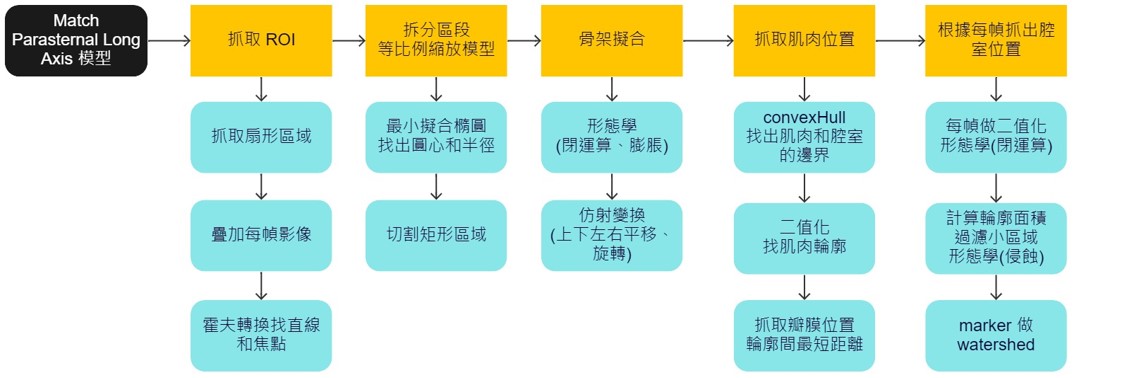 Match
Parasternal Long
Axis 模型
抓取 ROI
抓取扇形區域
疊加每幀影像
霍夫轉換找直線
和焦點
拆分區段
等比例縮放模型
最小擬合橢圓
找出圓心和半徑
切割矩形區域
骨架擬合
形態學
(閉運算、膨脹)
仿射變換
(上下左右平移、
旋轉)
抓取肌肉位置
convexHull
找出肌肉和腔室
的邊界
二值化
找肌肉輪廓
抓取瓣膜位置
輪廓間最短距離
根據每幀抓出腔
室位置
每幀做二值化
形態學(閉運算)
計算輪廓面積
過濾小區域
形態學(侵蝕)
marker 做
watershed